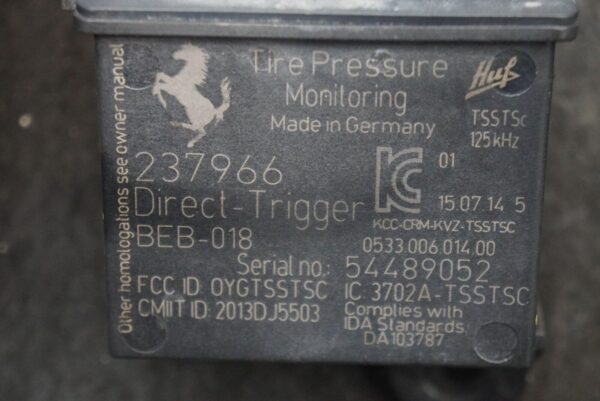 Tire Pressure
Monitoring
Made in Germany
Huf
TSSTSc
125kHz
Other homologations see owner manual
237966
Direct-Trigger
BEB-018
KC
01
15.07.14 5
KCC-CRM-KVZ-TSSTSC
0533.006.014.00
Serial no.: 54489052
FCC ID: OYGTSSTSC
IC: 3702A-TSSTSC
CMIIT ID: 2013DJ5503
Complies with
IDA Standards
DA103787